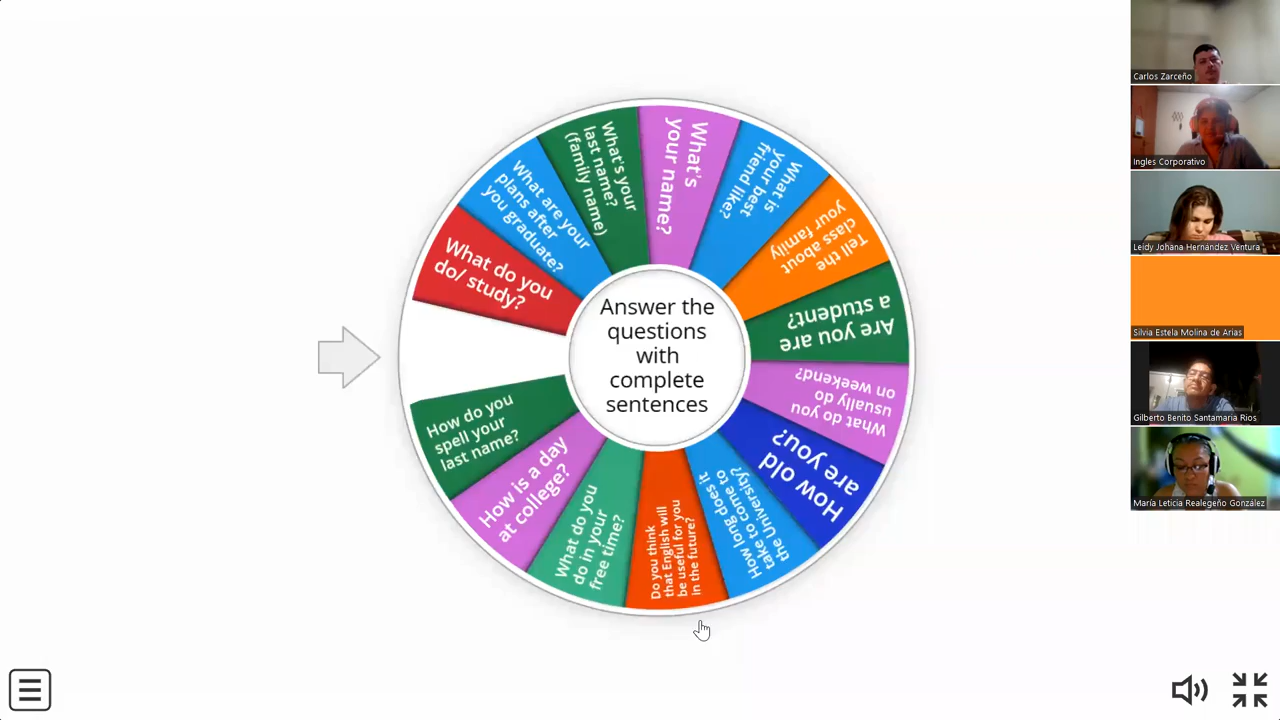 Answer the
questions
with
complete
sentences
What's
your name?
What is
your best
friend like?
Tell the
class about
your family
Are you are
a student?
What do you
usually do
on weekend?
How old
are you?
How long does it
take to come to
the University?
Do you think
that English will
be useful for you
in the future?
What do you
do in your
free time?
How is a day
at college?
How do you
spell your
last name?
What do you
do/ study?
What are your
plans after
you graduate?
What's your
last name?
(family name)
Carlos Zarceño
Ingles Corporativo
Leidy Johana Hernández Ventura
Silvia Estela Molina de Arias
Gilberto Benito Santamaria Rios
María Leticia Realegeño González